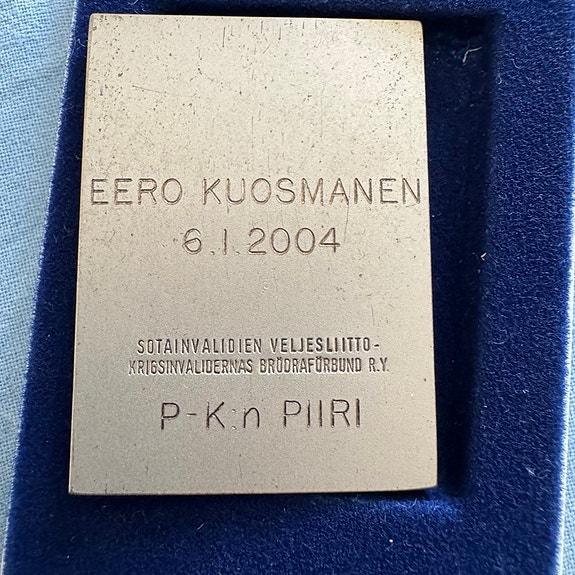 EERO KUOSMANEN
6.1.2004
SOTAINVALIDIEN VELJESLIITTO-
KRIGSINVALIDERNAS BRÖDRAFÖRBUND R.Y.
P-K:n PIIRI